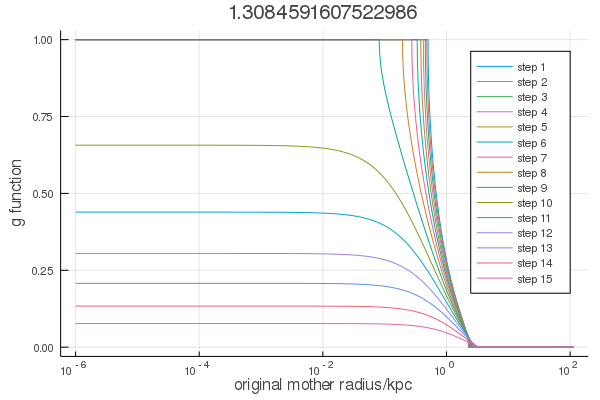 1.3084591607522986
g function
1.00
0.75
0.50
0.25
0.00
step 1
step 2
step 3
step 4
step 5
step 6
step 7
step 8
step 9
step 10
step 11
step 12
step 13
step 14
step 15
10⁻⁶ 10⁻⁴ 10⁻² 10⁰ 10²
original mother radius/kpc